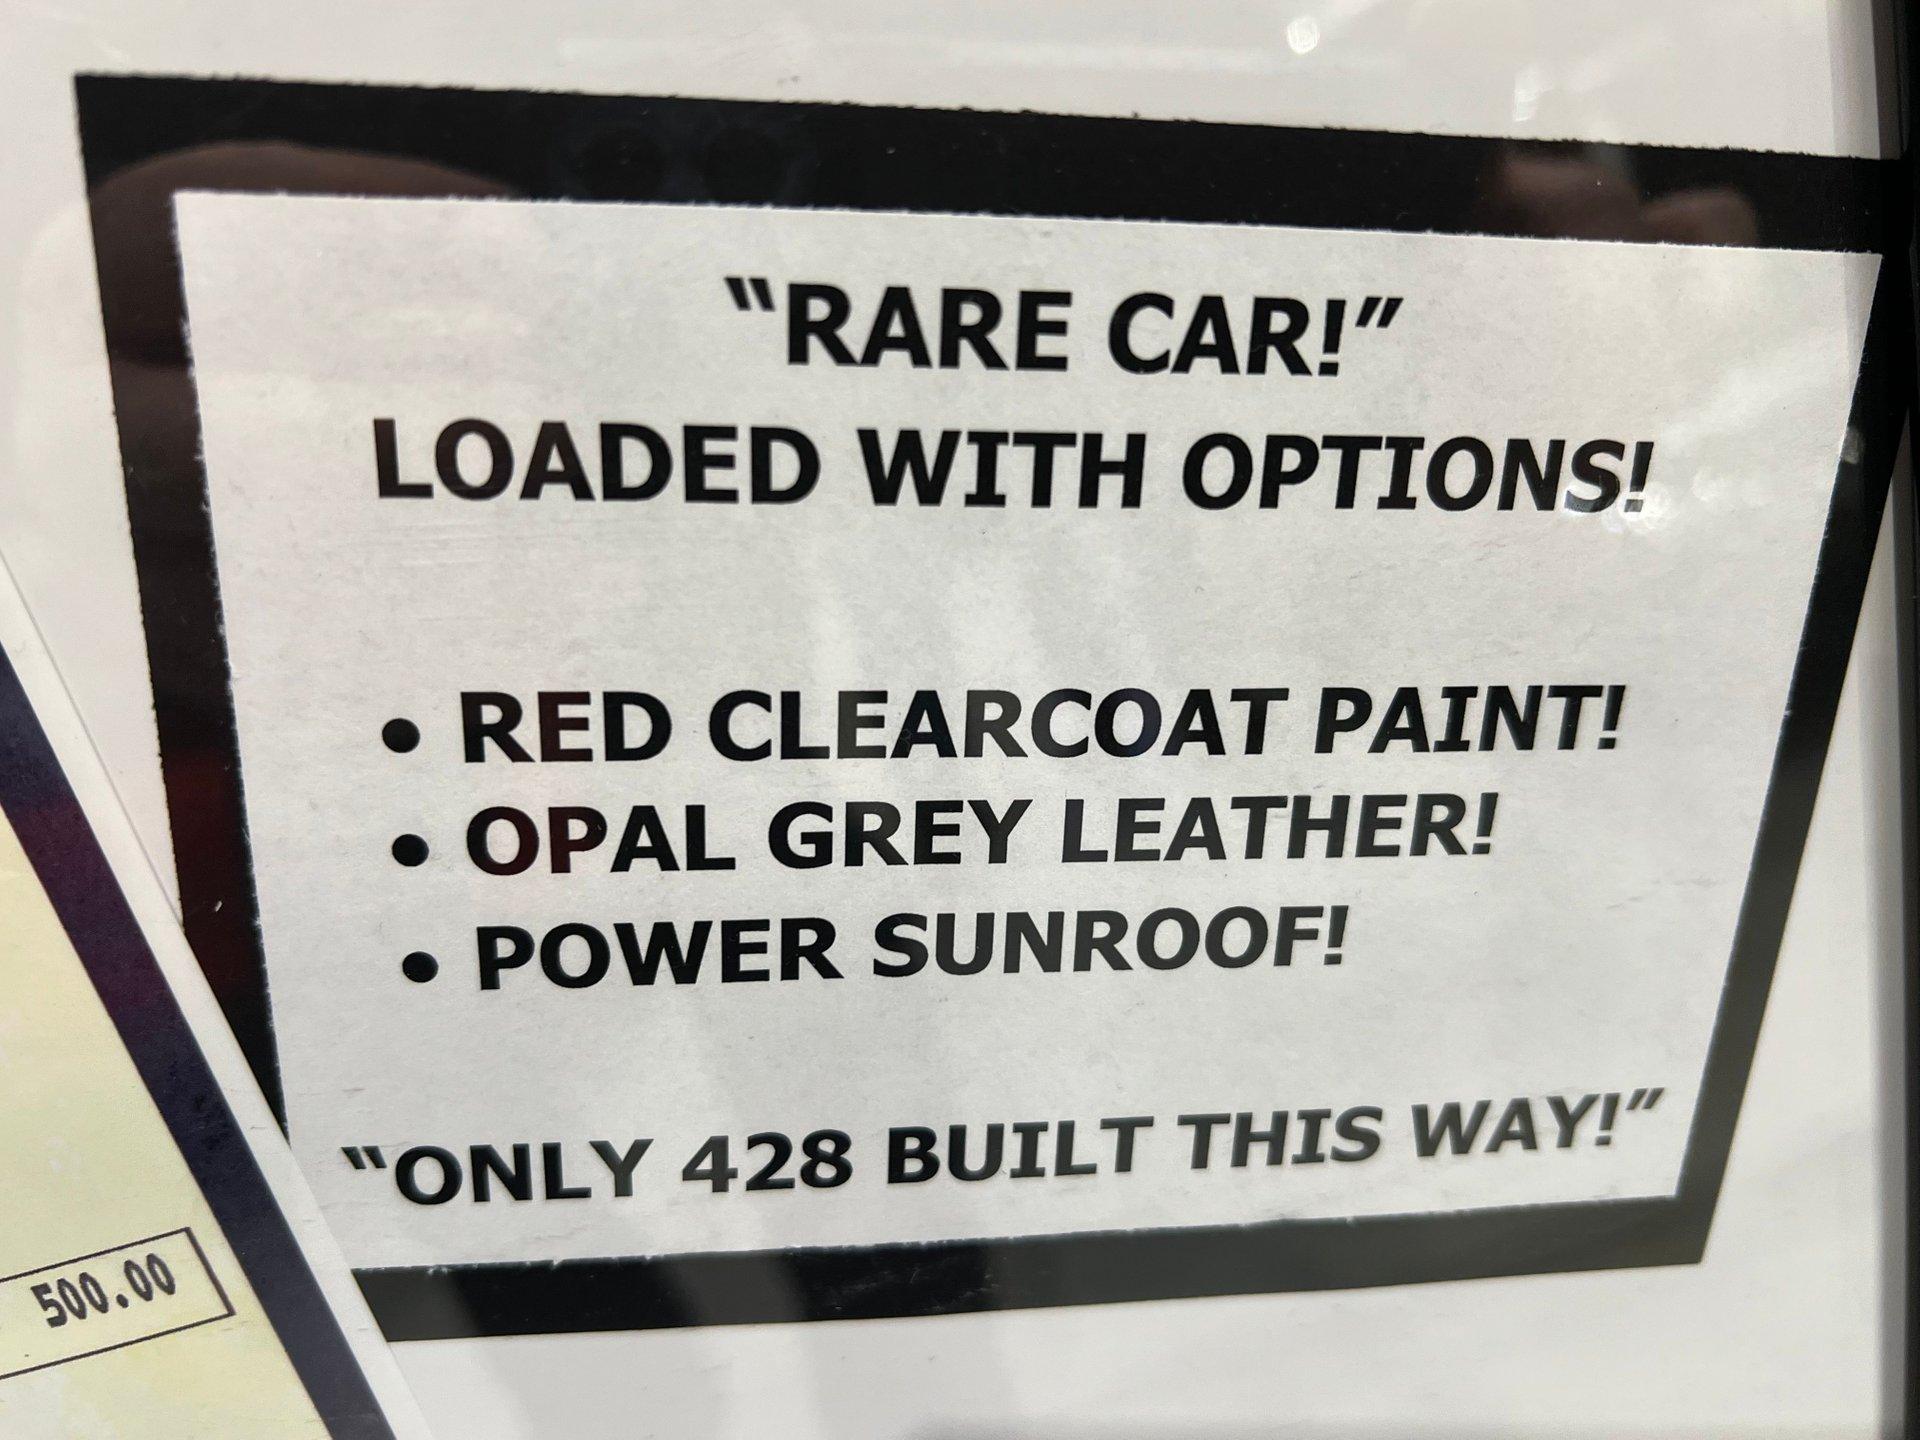 “RARE CAR!”
LOADED WITH OPTIONS!
• RED CLEARCOAT PAINT!
• OPAL GREY LEATHER!
• POWER SUNROOF!
“ONLY 428 BUILT THIS WAY!”
500.00